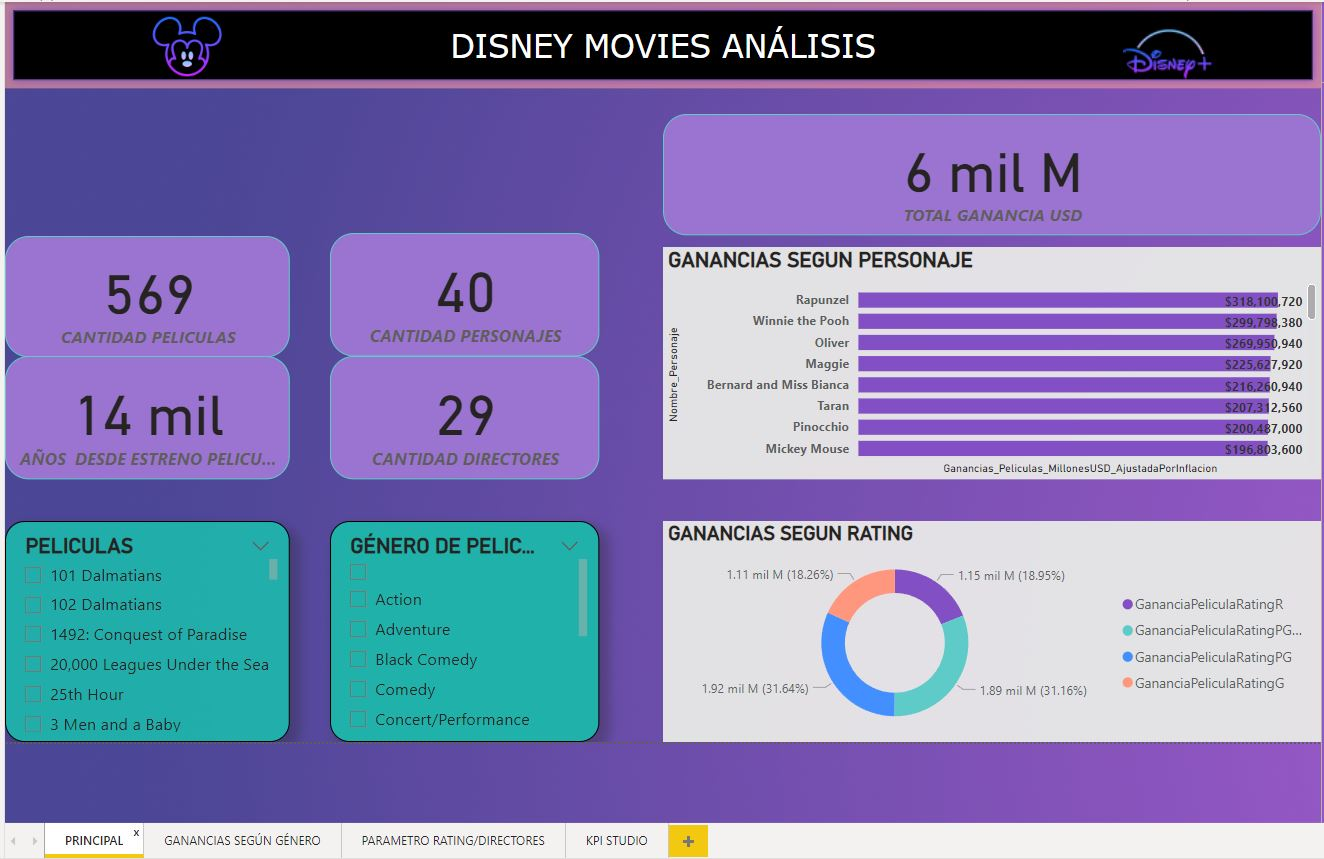 DISNEY MOVIES ANÁLISIS
Disney+
6 mil M
TOTAL GANANCIA USD
569
CANTIDAD PELICULAS
40
CANTIDAD PERSONAJES
14 mil
AÑOS DESDE ESTRENO PELICU...
29
CANTIDAD DIRECTORES
GANANCIAS SEGUN PERSONAJE
Nombre_Personaje
Rapunzel $318,100,720
Winnie the Pooh $299,798,380
Oliver $269,950,940
Maggie $225,627,920
Bernard and Miss Bianca $216,260,940
Taran $207,312,560
Pinocchio $200,487,000
Mickey Mouse $196,803,600
Ganancias_Peliculas_MillonesUSD_AjustadaPorInflacion
PELICULAS
101 Dalmatians
102 Dalmatians
1492: Conquest of Paradise
20,000 Leagues Under the Sea
25th Hour
3 Men and a Baby
GÉNERO DE PELIC...
Action
Adventure
Black Comedy
Comedy
Concert/Performance
GANANCIAS SEGUN RATING
1.11 mil M (18.26%)
1.15 mil M (18.95%)
1.92 mil M (31.64%)
1.89 mil M (31.16%)
GananciaPeliculaRatingR
GananciaPeliculaRatingPG...
GananciaPeliculaRatingPG
GananciaPeliculaRatingG
PRINCIPAL x
GANANCIAS SEGÚN GÉNERO
PARAMETRO RATING/DIRECTORES
KPI STUDIO
+